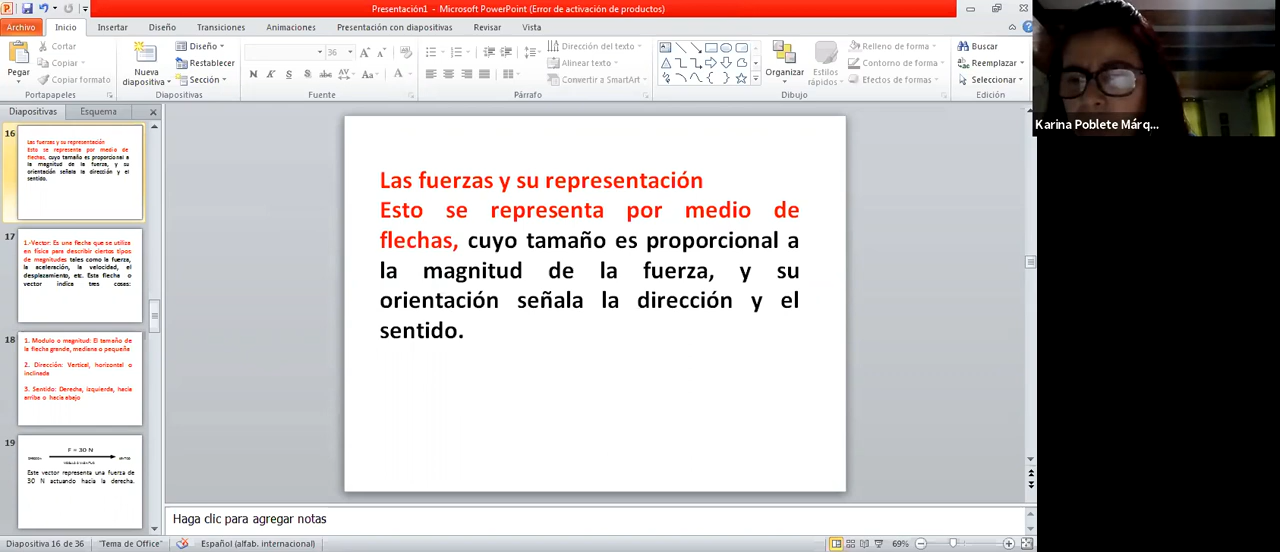 Presentación1 - Microsoft PowerPoint (Error de activación de productos)
Archivo Inicio Insertar Diseño Transiciones Animaciones Presentación con diapositivas Revisar Vista
Pegar
Cortar
Copiar
Copiar formato
Portapapeles
Nueva
diapositiva
Diseño
Restablecer
Sección
Diapositivas
36
Fuente
Dirección del texto
Alinear texto
Convertir a SmartArt
Párrafo
Organizar
Estilos
rápidos
Relleno de forma
Contorno de forma
Efectos de formas
Dibujo
Buscar
Reemplazar
Seleccionar
Edición
Karina Poblete Márq...
Diapositivas Esquema
16
Las fuerzas y su representación
Esto se representa por medio de
flechas, cuyo tamaño es proporcional a
la magnitud de la fuerza, y su
orientación señala la dirección y el
sentido.
17
1.-Vector: Es una flecha que se utiliza
en física para describir ciertos tipos
de magnitudes tales como la fuerza,
la aceleración, la velocidad, el
desplazamiento, etc. Esta flecha o
vector indica tres cosas:
18
1. Modulo o magnitud: El tamaño de
la flecha grande, mediana o pequeña
2. Dirección: Vertical, horizontal o
inclinada
3. Sentido: Derecha, izquierda, hacia
arriba o hacia abajo
19
F = 30 N
Este vector representa una fuerza de
30 N actuando hacia la derecha.
Las fuerzas y su representación
Esto se representa por medio de
flechas, cuyo tamaño es proporcional a
la magnitud de la fuerza, y su
orientación señala la dirección y el
sentido.
Haga clic para agregar notas
Diapositiva 16 de 36 "Tema de Office" Español (alfab. internacional) 69%